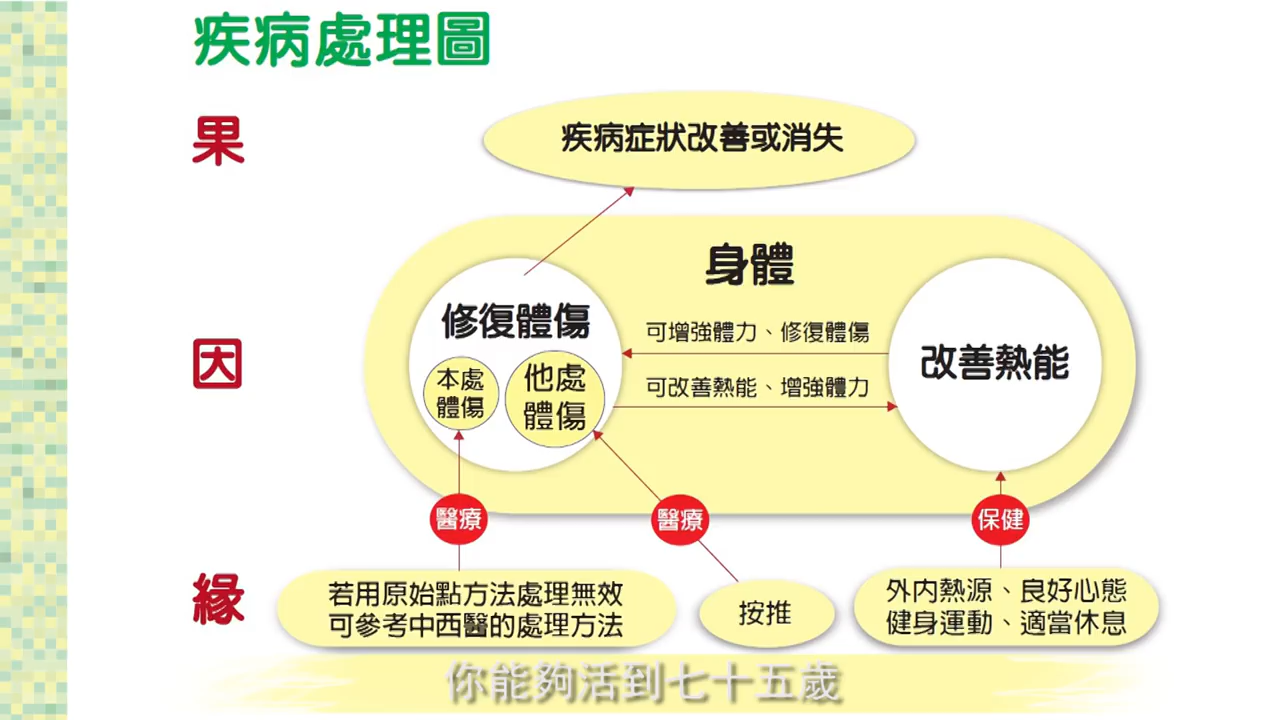 疾病處理圖
果
疾病症狀改善或消失
身體
修復體傷
本處
體傷
他處
體傷
可增強體力、修復體傷
可改善熱能、增強體力
改善熱能
因
醫療
醫療
保健
緣
若用原始點方法處理無效
可參考中西醫的處理方法
按推
外內熱源、良好心態
健身運動、適當休息
你能夠活到七十五歲